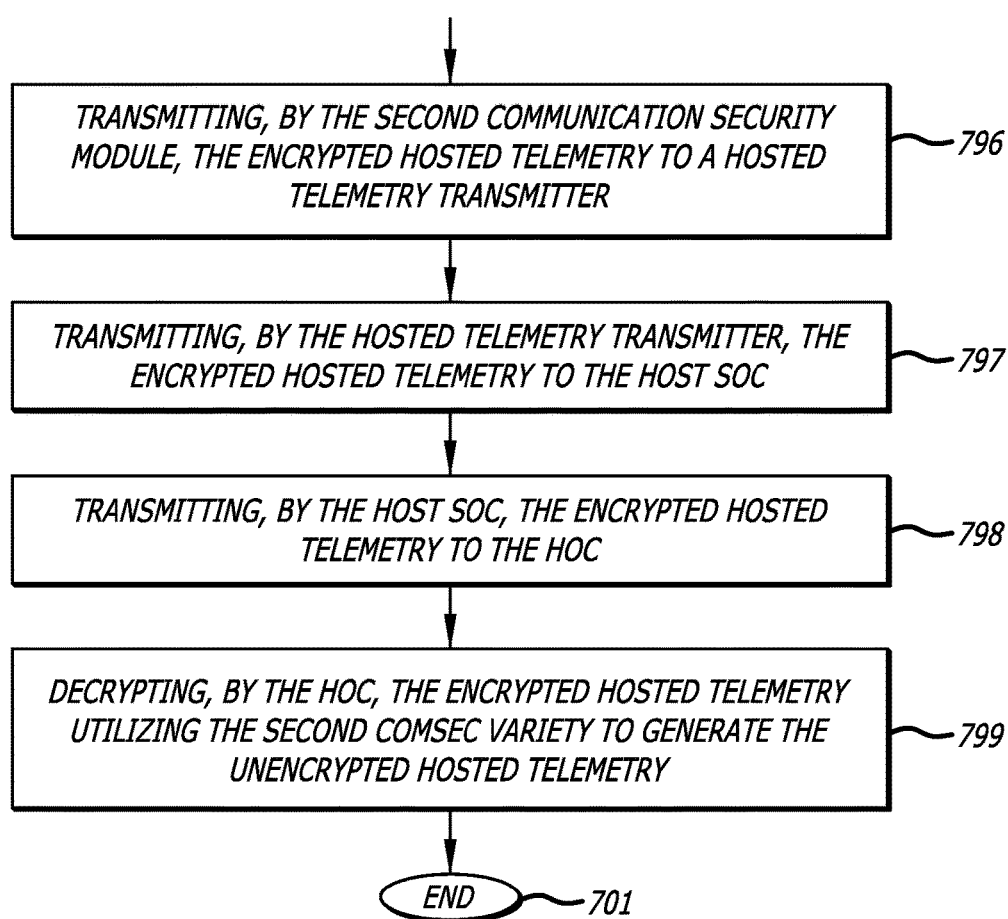 TRANSMITTING, BY THE SECOND COMMUNICATION SECURITY
MODULE, THE ENCRYPTED HOSTED TELEMETRY TO A HOSTED
TELEMETRY TRANSMITTER
796
TRANSMITTING, BY THE HOSTED TELEMETRY TRANSMITTER, THE
ENCRYPTED HOSTED TELEMETRY TO THE HOST SOC
797
TRANSMITTING, BY THE HOST SOC, THE ENCRYPTED HOSTED
TELEMETRY TO THE HOC
798
DECRYPTING, BY THE HOC, THE ENCRYPTED HOSTED TELEMETRY
UTILIZING THE SECOND COMSEC VARIETY TO GENERATE THE
UNENCRYPTED HOSTED TELEMETRY
799
END
701